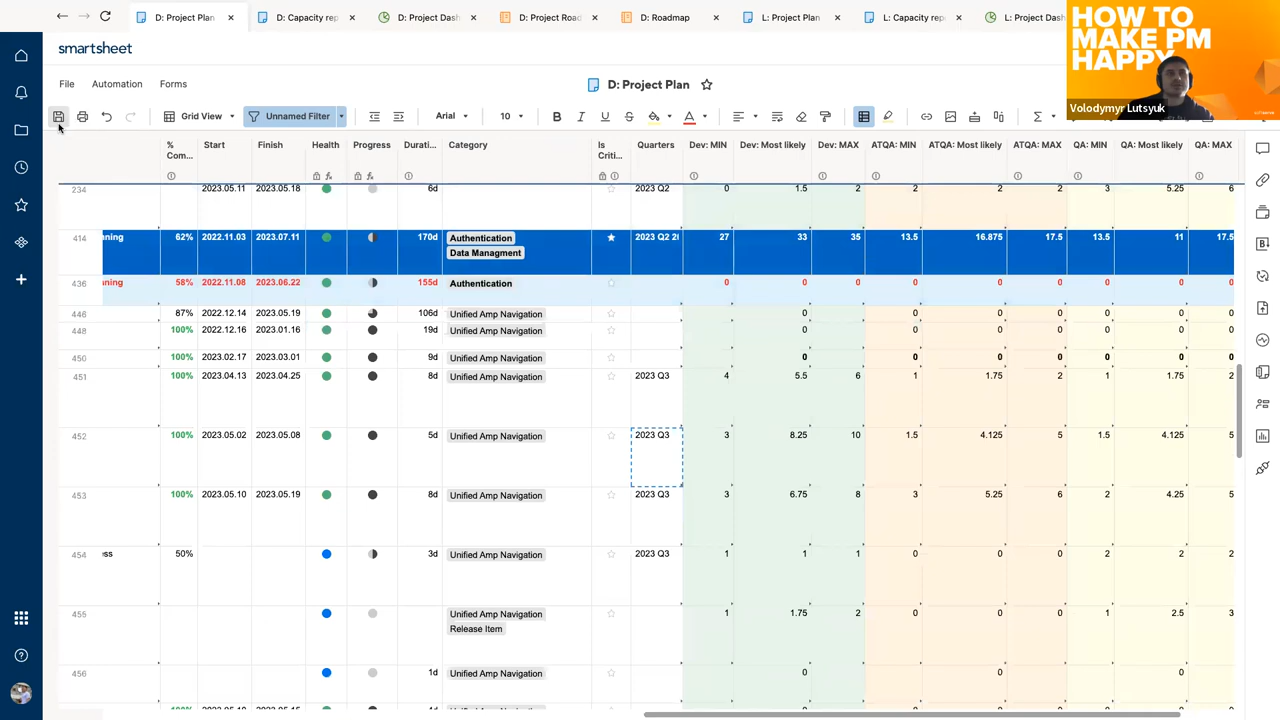 D: Project Plan
D: Capacity rep
D: Project Dash
D: Project Road
D: Roadmap
L: Project Plan
L: Capacity rep
L: Project Dash
HOW TO
MAKE PM
HAPPY
Volodymyr Lutsyuk
smartsheet
File Automation Forms
D: Project Plan
Grid View Unnamed Filter Arial 10 B I U S A Σ
% Com... Start Finish Health Progress Durati... Category Is Criti... Quarters Dev: MIN Dev: Most likely Dev: MAX ATQA: MIN ATQA: Most likely ATQA: MAX QA: MIN QA: Most likely QA: MAX
234 2023.05.11 2023.05.18 6d 2023 Q2 0 1.5 2 2 2 2 3 5.25 6
414 nning 62% 2022.11.03 2023.07.11 170d Authentication 2023 Q2 20 27 33 35 13.5 16.875 17.5 13.5 11 17.5
Data Managment
436 nning 58% 2022.11.08 2023.06.22 155d Authentication 0 0 0 0 0 0 0 0 0
446 87% 2022.12.14 2023.05.19 106d Unified Amp Navigation 0 0 0 0 0
448 100% 2022.12.16 2023.01.16 19d Unified Amp Navigation 0 0 0 0 0
450 100% 2023.02.17 2023.03.01 9d Unified Amp Navigation 0 0 0 0 0
451 100% 2023.04.13 2023.04.25 8d Unified Amp Navigation 2023 Q3 4 5.5 6 1 1.75 2 1 1.75 2
452 100% 2023.05.02 2023.05.08 5d Unified Amp Navigation 2023 Q3 3 8.25 10 1.5 4.125 5 1.5 4.125 5
453 100% 2023.05.10 2023.05.19 8d Unified Amp Navigation 2023 Q3 3 6.75 8 3 5.25 6 2 4.25 5
454 ess 50% 3d Unified Amp Navigation 2023 Q3 1 1 1 0 0 0 2 2 2
455 Unified Amp Navigation 1 1.75 2 0 0 0 1 2.5 3
Release Item
456 1d Unified Amp Navigation 0 0 0